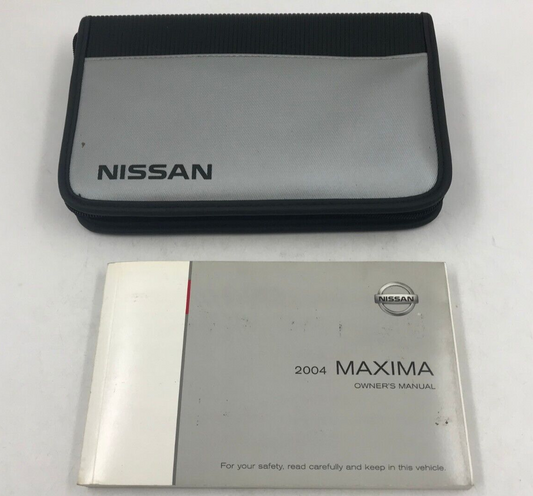 NISSAN
NISSAN
2004 MAXIMA
OWNER'S MANUAL
For your safety, read carefully and keep in this vehicle.